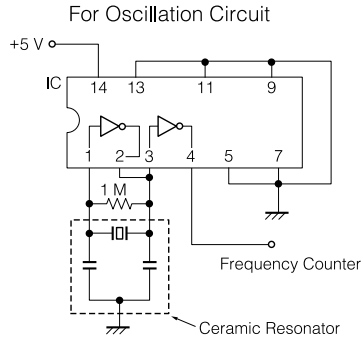 For Oscillation Circuit
+5 V
IC
14 13 11 9
1 2 3 4 5 7
1 M
Frequency Counter
Ceramic Resonator